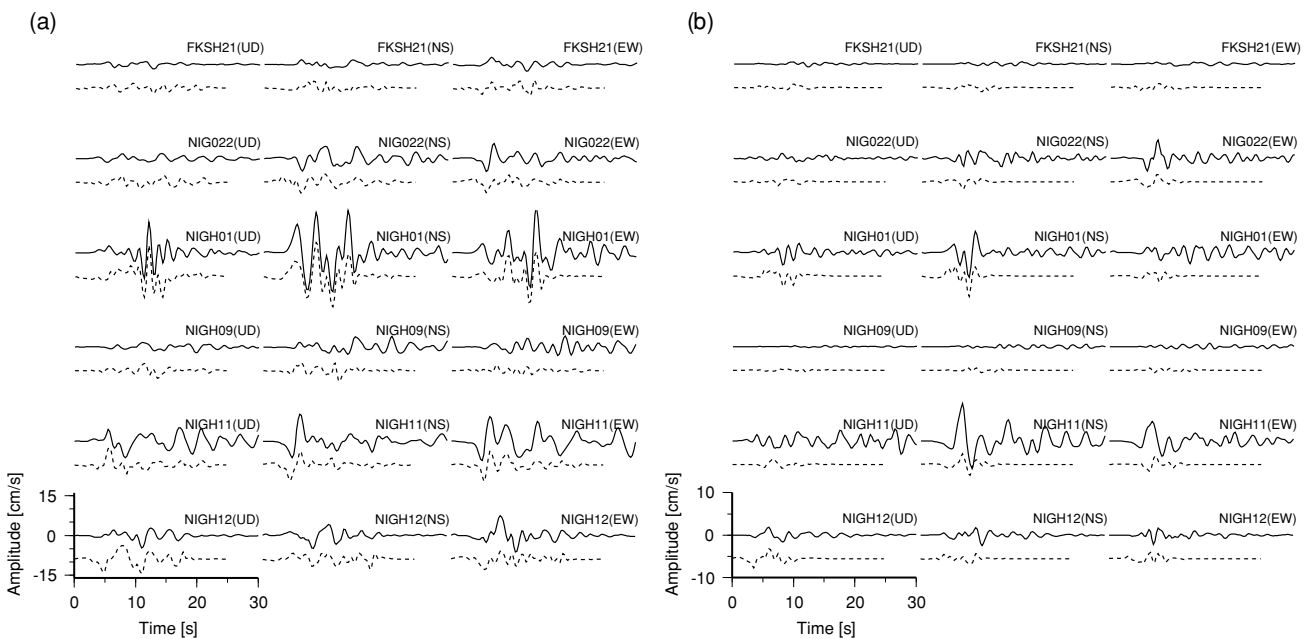 (a)
FKSH21(UD) FKSH21(NS) FKSH21(EW)
NIG022(UD) NIG022(NS) NIG022(EW)
NIGH01(UD) NIGH01(NS) NIGH01(EW)
NIGH09(UD) NIGH09(NS) NIGH09(EW)
NIGH11(UD) NIGH11(NS) NIGH11(EW)
NIGH12(UD) NIGH12(NS) NIGH12(EW)
Amplitude [cm/s]
15
0
-15
0 10 20 30
Time [s]
(b)
FKSH21(UD) FKSH21(NS) FKSH21(EW)
NIG022(UD) NIG022(NS) NIG022(EW)
NIGH01(UD) NIGH01(NS) NIGH01(EW)
NIGH09(UD) NIGH09(NS) NIGH09(EW)
NIGH11(UD) NIGH11(NS) NIGH11(EW)
NIGH12(UD) NIGH12(NS) NIGH12(EW)
Amplitude [cm/s]
10
0
-10
0 10 20 30
Time [s]